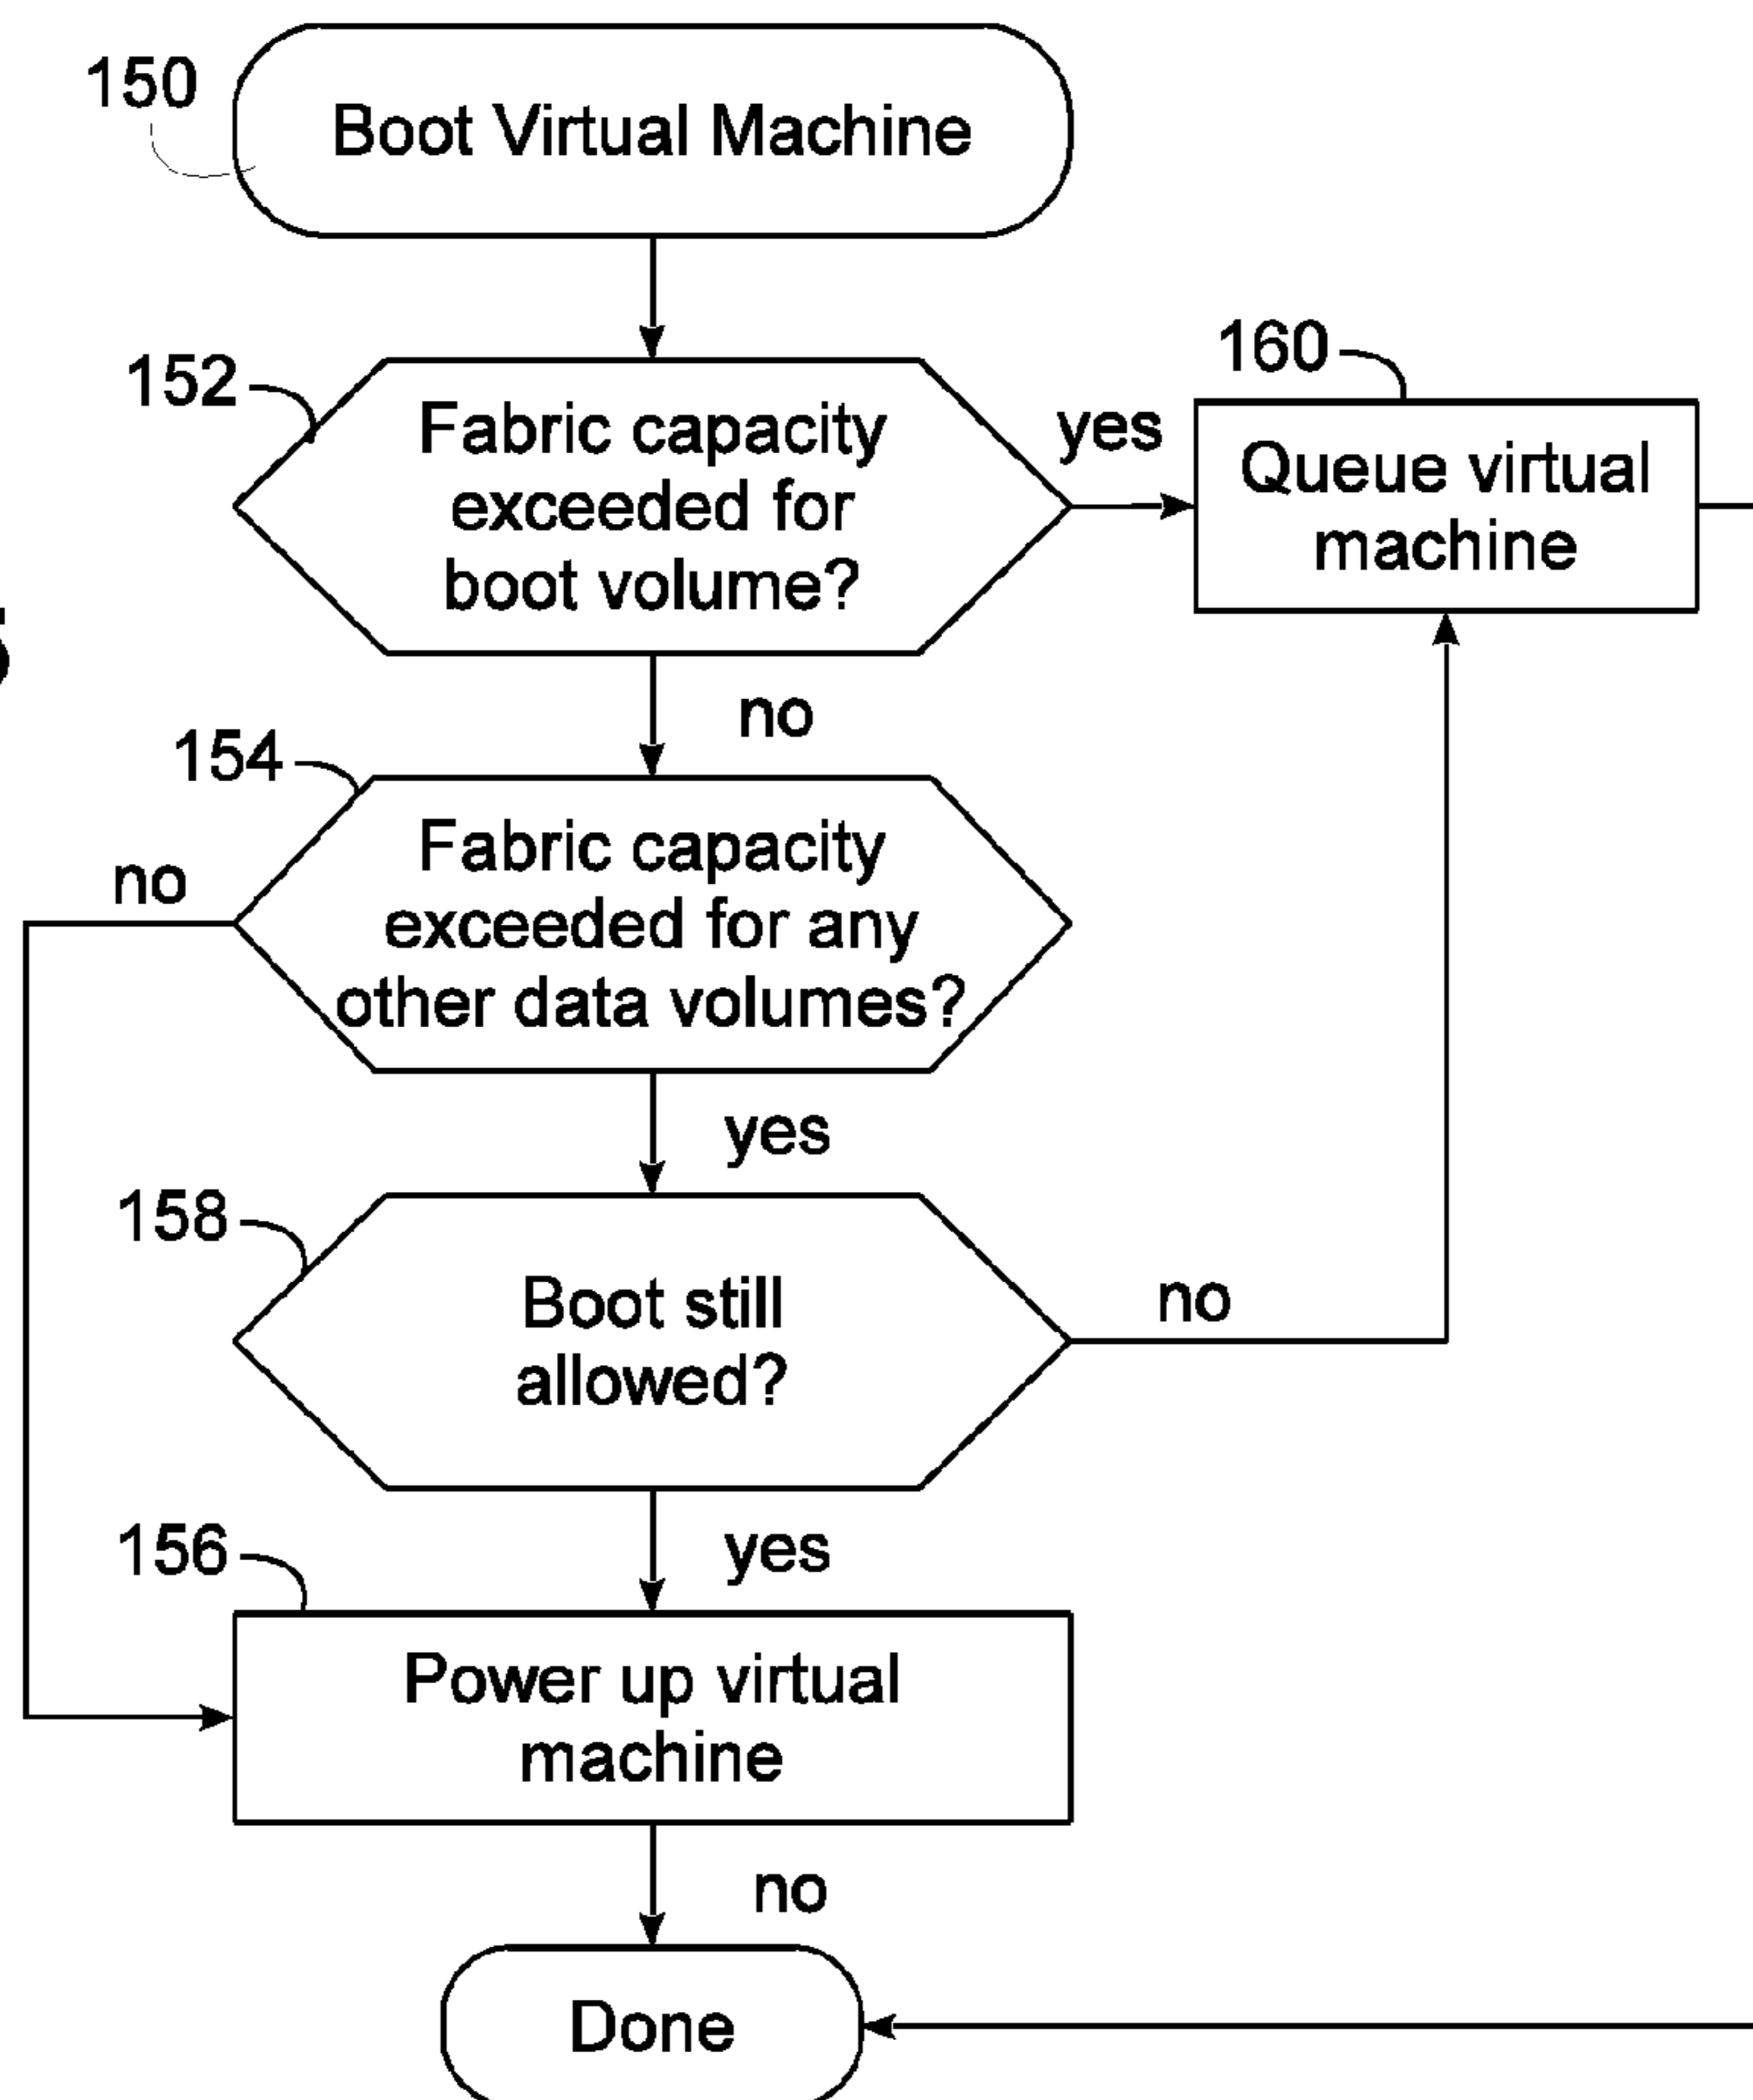 150
Boot Virtual Machine
152
Fabric capacity
exceeded for
boot volume?
yes
160
Queue virtual
machine
no
154
Fabric capacity
exceeded for any
other data volumes?
no
yes
158
Boot still
allowed?
no
yes
156
Power up virtual
machine
no
Done